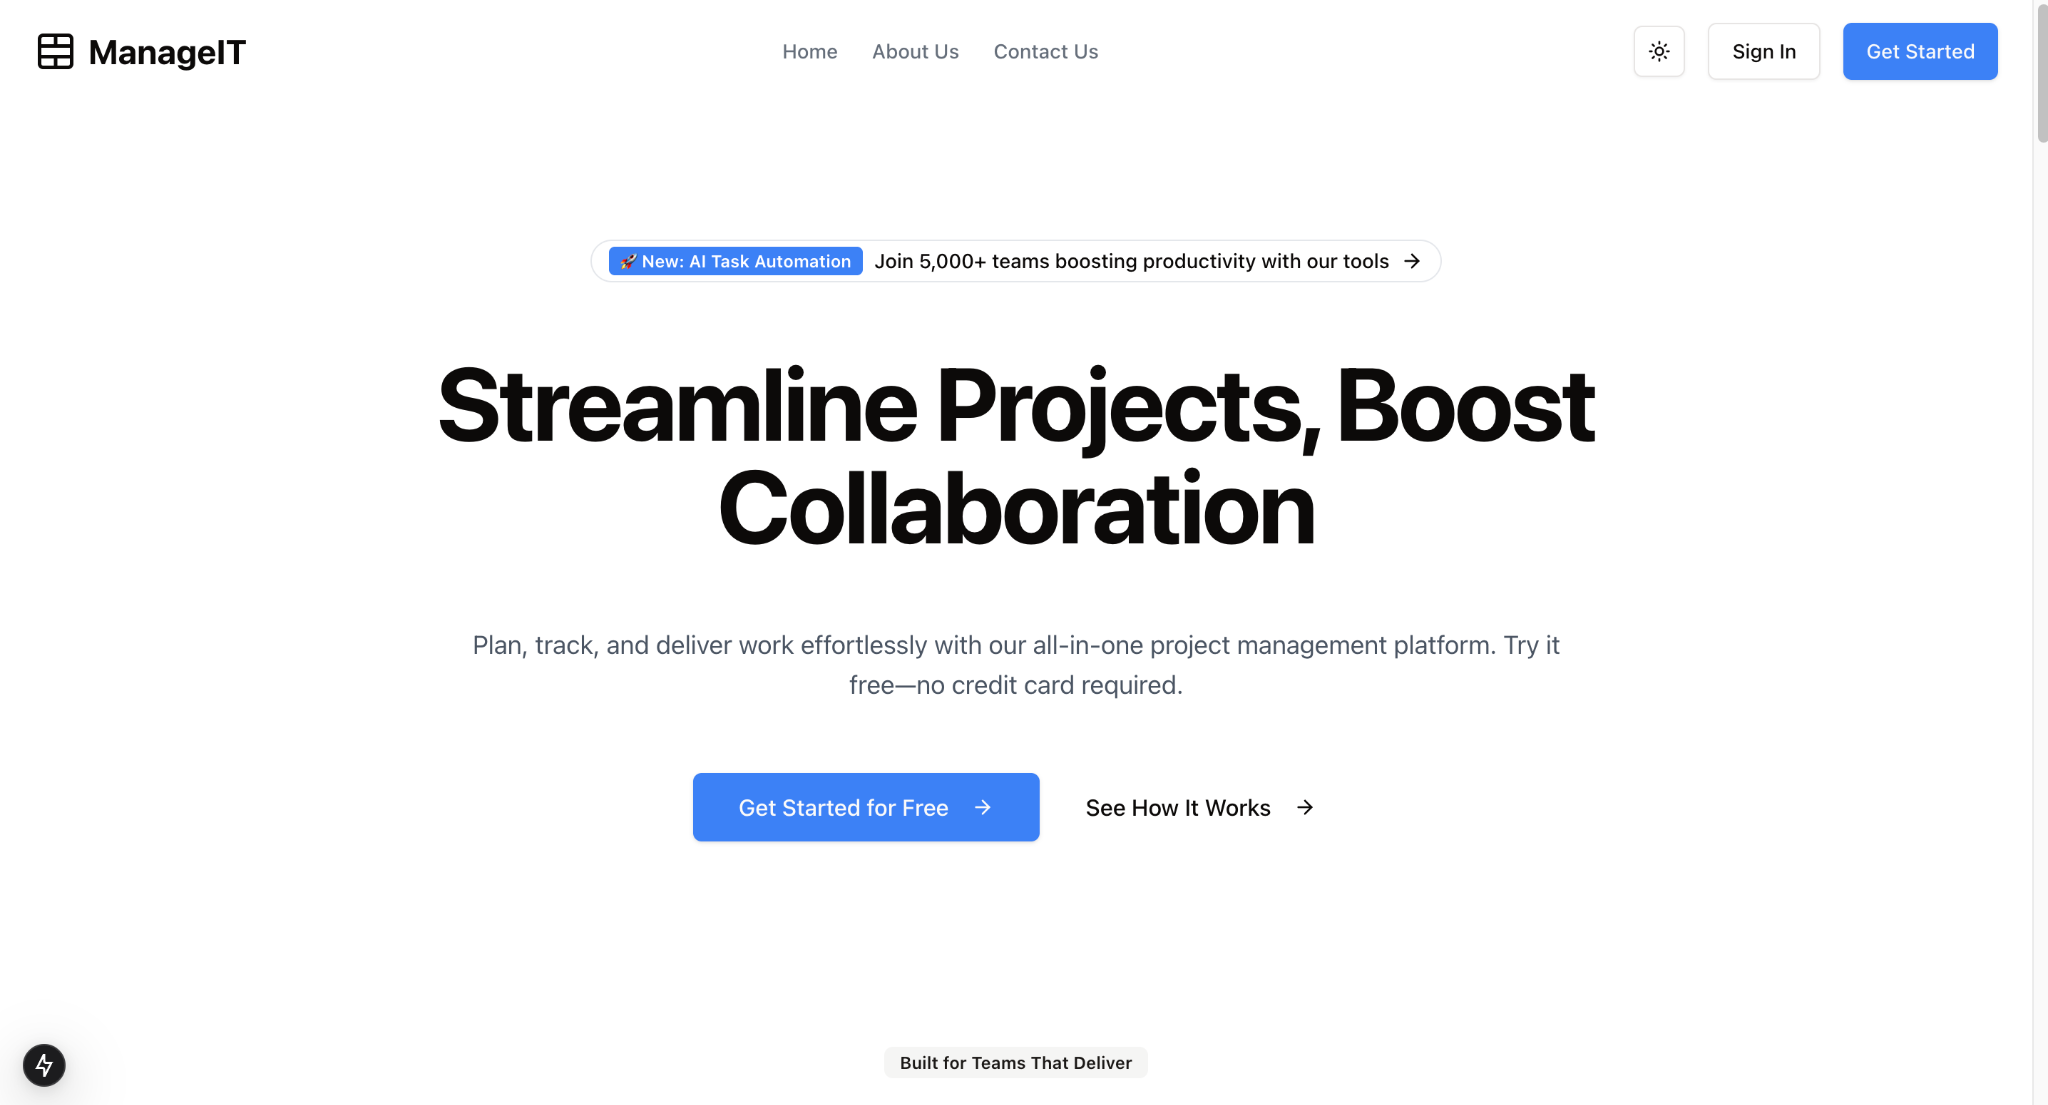 ManageIT
Home
About Us
Contact Us
Sign In
Get Started
🚀 New: AI Task Automation
Join 5,000+ teams boosting productivity with our tools →
Streamline Projects, Boost
Collaboration
Plan, track, and deliver work effortlessly with our all-in-one project management platform. Try it
free—no credit card required.
Get Started for Free →
See How It Works →
Built for Teams That Deliver